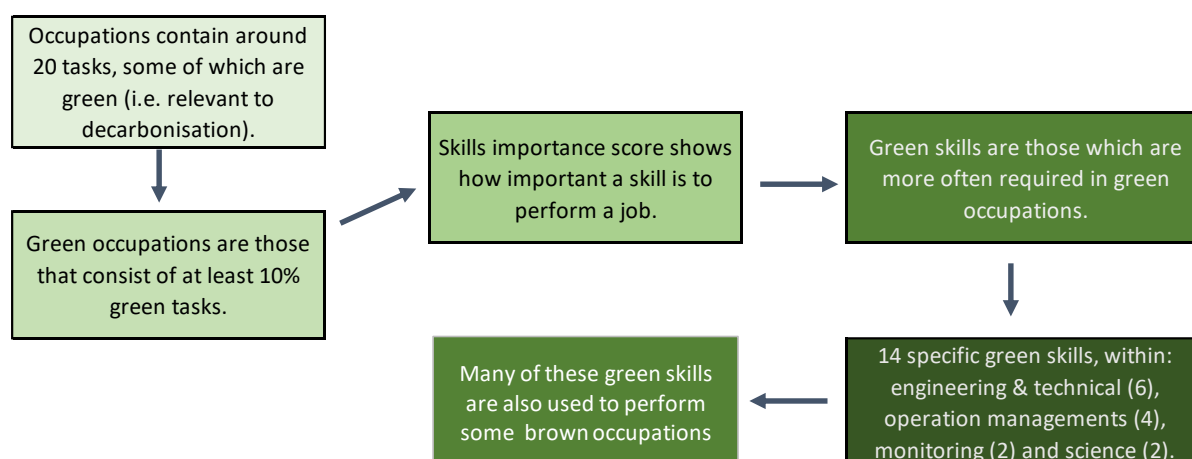 Occupations contain around
20 tasks, some of which are
green (i.e. relevant to
decarbonisation).
Green occupations are those
that consist of at least 10%
green tasks.
Skills importance score shows
how important a skill is to
perform a job.
Green skills are those which are
more often required in green
occupations.
14 specific green skills, within:
engineering & technical (6),
operation managements (4),
monitoring (2) and science (2).
Many of these green skills
are also used to perform
some brown occupations